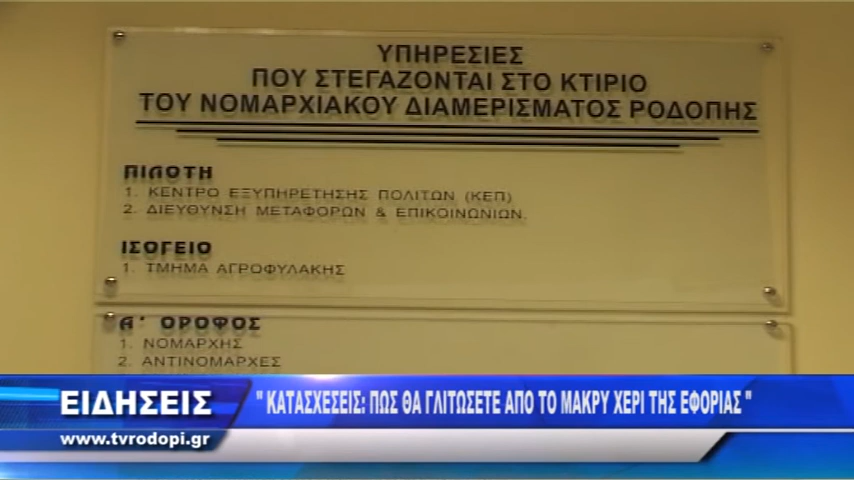 ΥΠΗΡΕΣΙΕΣ
ΠΟΥ ΣΤΕΓΑΖΟΝΤΑΙ ΣΤΟ ΚΤΙΡΙΟ
ΤΟΥ ΝΟΜΑΡΧΙΑΚΟΥ ΔΙΑΜΕΡΙΣΜΑΤΟΣ ΡΟΔΟΠΗΣ
ΠΙΛΟΤΗ
1. ΚΕΝΤΡΟ ΕΞΥΠΗΡΕΤΗΣΗΣ ΠΟΛΙΤΩΝ (ΚΕΠ)
2. ΔΙΕΥΘΥΝΣΗ ΜΕΤΑΦΟΡΩΝ & ΕΠΙΚΟΙΝΩΝΙΩΝ.
ΙΣΟΓΕΙΟ
1. ΤΜΗΜΑ ΑΓΡΟΦΥΛΑΚΗΣ
Α' ΟΡΟΦΟΣ
1. ΝΟΜΑΡΧΗΣ
2. ΑΝΤΙΝΟΜΑΡΧΕΣ
ΕΙΔΗΣΕΙΣ
" ΚΑΤΑΣΧΕΣΕΙΣ: ΠΩΣ ΘΑ ΓΛΙΤΩΣΕΤΕ ΑΠΟ ΤΟ ΜΑΚΡΥ ΧΕΡΙ ΤΗΣ ΕΦΟΡΙΑΣ "
www.tvrodopi.gr